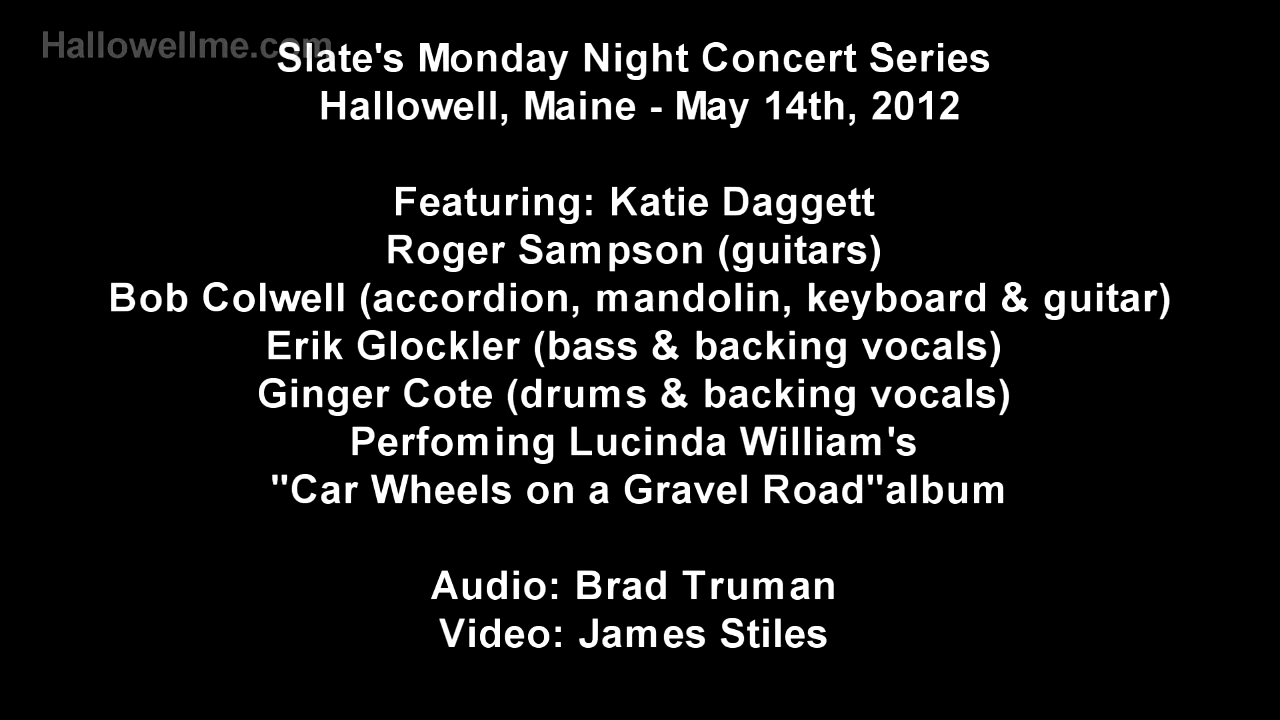 Hallowellme.com
Slate's Monday Night Concert Series
Hallowell, Maine - May 14th, 2012
Featuring: Katie Daggett
Roger Sampson (guitars)
Bob Colwell (accordion, mandolin, keyboard & guitar)
Erik Glockler (bass & backing vocals)
Ginger Cote (drums & backing vocals)
Perfoming Lucinda William's
"Car Wheels on a Gravel Road"album
Audio: Brad Truman
Video: James Stiles